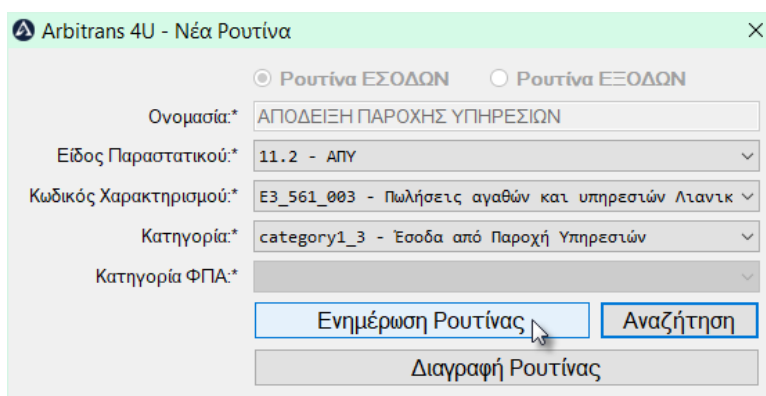 Arbitrans 4U - Νέα Ρουτίνα
Ρουτίνα ΕΣΟΔΩΝ Ρουτίνα ΕΞΟΔΩΝ
Ονομασία:* ΑΠΟΔΕΙΞΗ ΠΑΡΟΧΗΣ ΥΠΗΡΕΣΙΩΝ
Είδος Παραστατικού:* 11.2 - ΑΠΥ
Κωδικός Χαρακτηρισμού:* E3_561_003 - Πωλήσεις αγαθών και υπηρεσιών Λιανικ
Κατηγορία:* category1_3 - Έσοδα από Παροχή Υπηρεσιών
Κατηγορία ΦΠΑ:*
Ενημέρωση Ρουτίνας Αναζήτηση
Διαγραφή Ρουτίνας